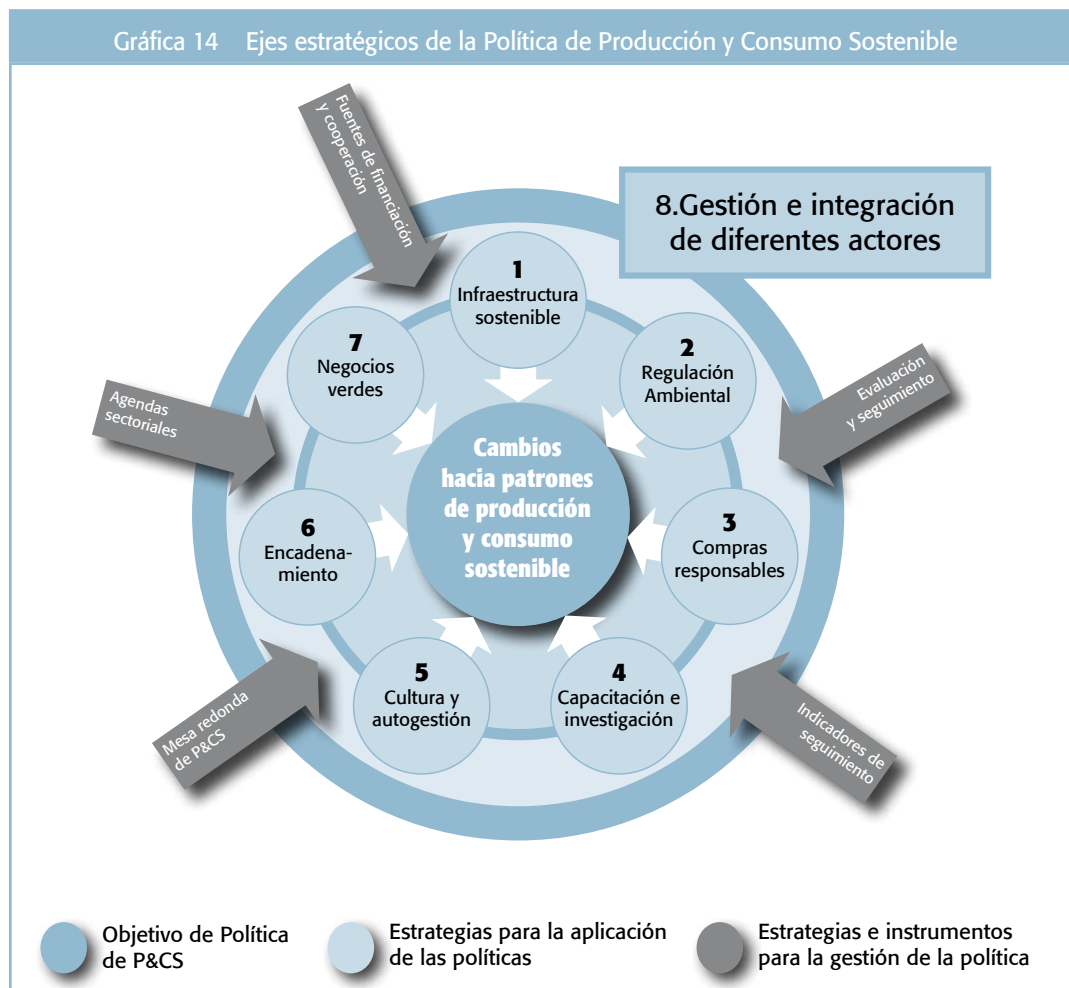 Gráfica 14 Ejes estratégicos de la Política de Producción y Consumo Sostenible
Fuentes de financiación
y cooperación
8.Gestión e integración
de diferentes actores
1
Infraestructura
sostenible
7
Negocios
verdes
2
Regulación
Ambiental
Evaluación
y seguimiento
Agendas
sectoriales
Cambios
hacia patrones
de producción
y consumo
sostenible
6
Encadena-
miento
3
Compras
responsables
5
Cultura y
autogestión
4
Capacitación e
investigación
Mesa redonda
de P&CS
Indicadores de
seguimiento
Objetivo de Política
de P&CS
Estrategias para la aplicación
de las políticas
Estrategias e instrumentos
para la gestión de la política